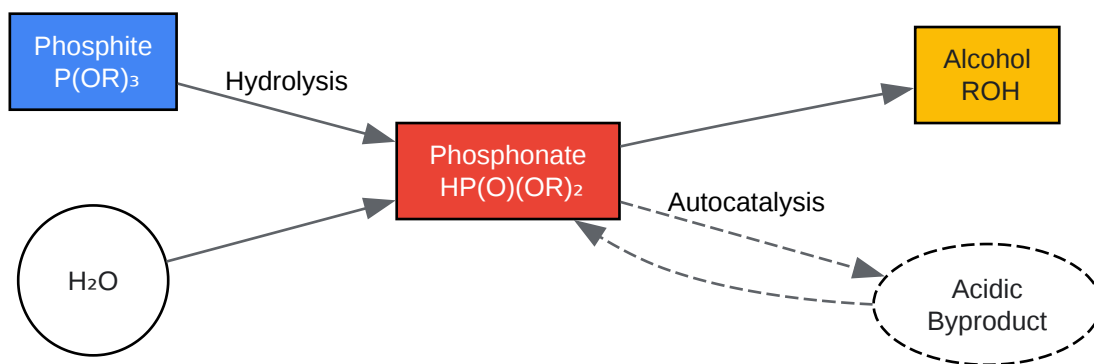 Phosphite
P(OR)₃
Hydrolysis
Alcohol
ROH
Phosphonate
HP(O)(OR)₂
Autocatalysis
H₂O
Acidic
Byproduct